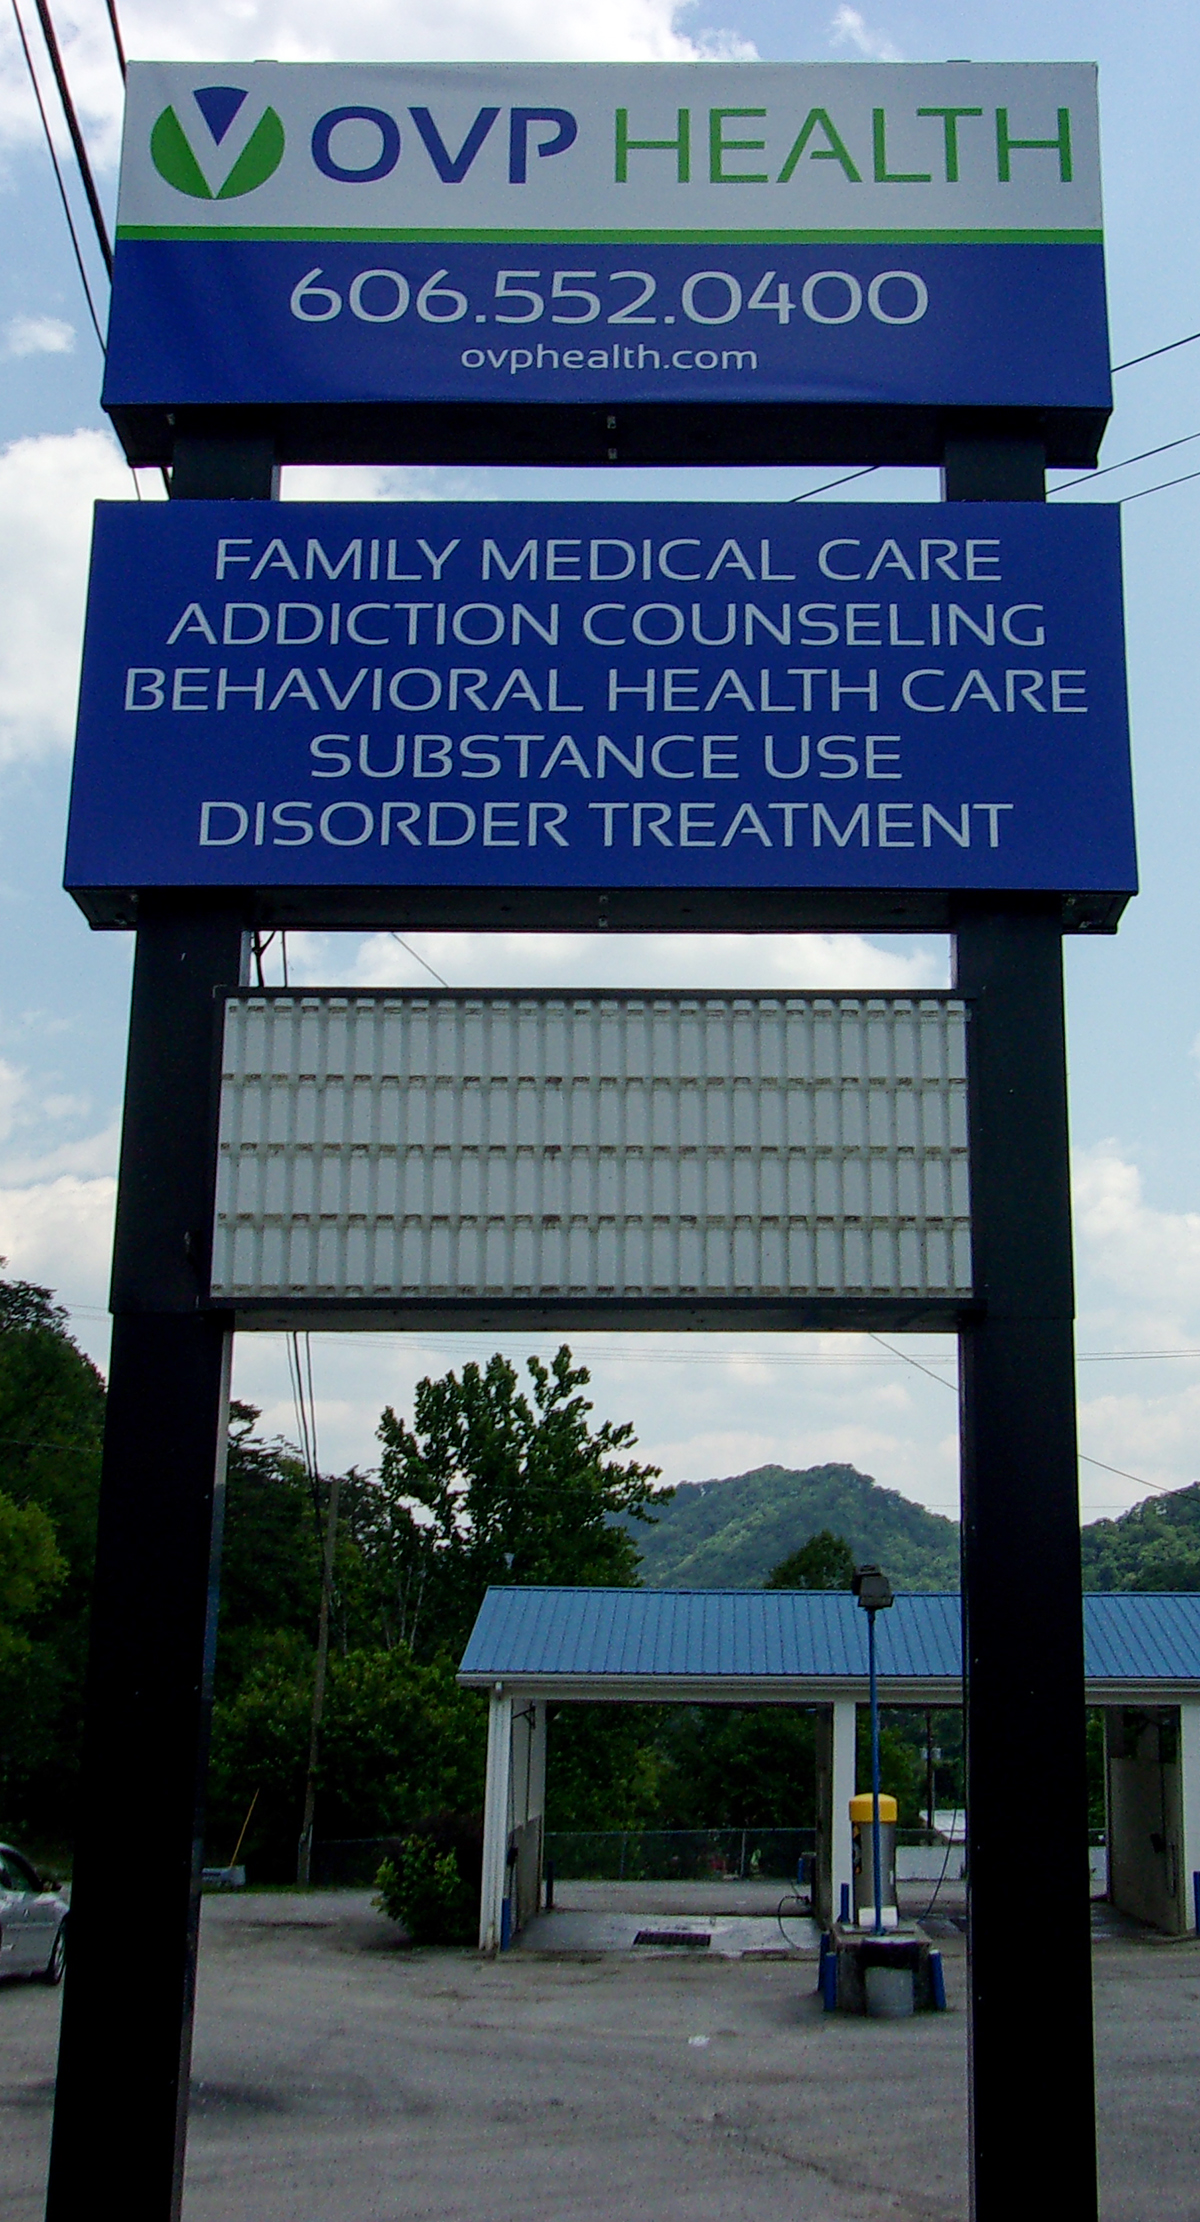 OVP HEALTH
606.552.0400
ovphealth.com
FAMILY MEDICAL CARE
ADDICTION COUNSELING
BEHAVIORAL HEALTH CARE
SUBSTANCE USE
DISORDER TREATMENT